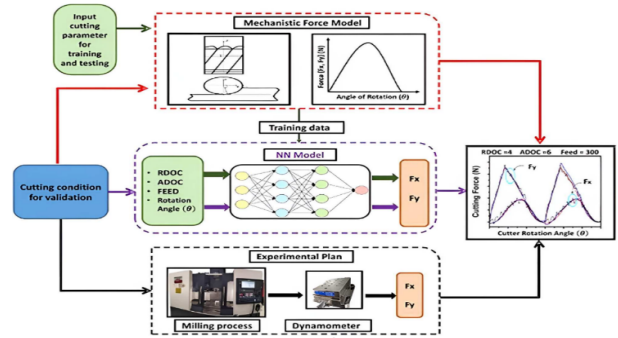 Input
cutting
parameter
for
training
and testing
Mechanistic Force Model
Force [Fx, Fy] [N]
Angle of Rotation (θ)
Training data
NN Model
Cutting condition
for validation
• RDOC
• ADOC
• FEED
• Rotation
Angle (θ)
Fx
Fy
RDOC =4 ADOC =6 Feed = 300
Fy
Fx
Cutting Force [N]
Cutter Rotation Angle (θ)
Experimental Plan
Fx
Fy
Milling process
Dynamometer